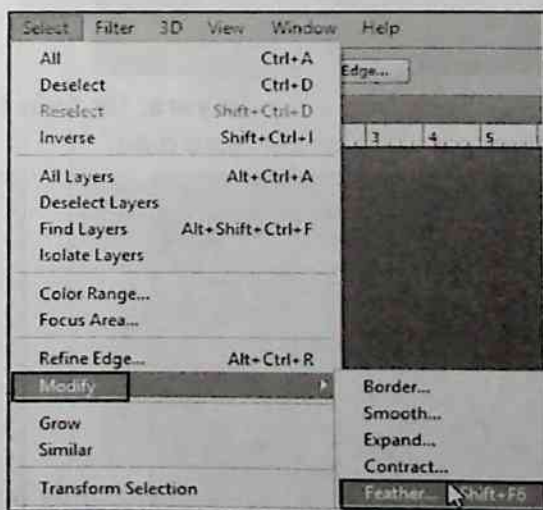 Select Filter 3D View Window Help
All Ctrl+A
Edge...
Deselect Ctrl+D
Reselect Shift+Ctrl+D
Inverse Shift+Ctrl+I
3 4 5
All Layers Alt+Ctrl+A
Deselect Layers
Find Layers Alt+Shift+Ctrl+F
Isolate Layers
Color Range...
Focus Area...
Refine Edge... Alt+Ctrl+R
Modify
Border...
Grow
Smooth...
Similar
Expand...
Contract...
Transform Selection
Feather... Shift+F6